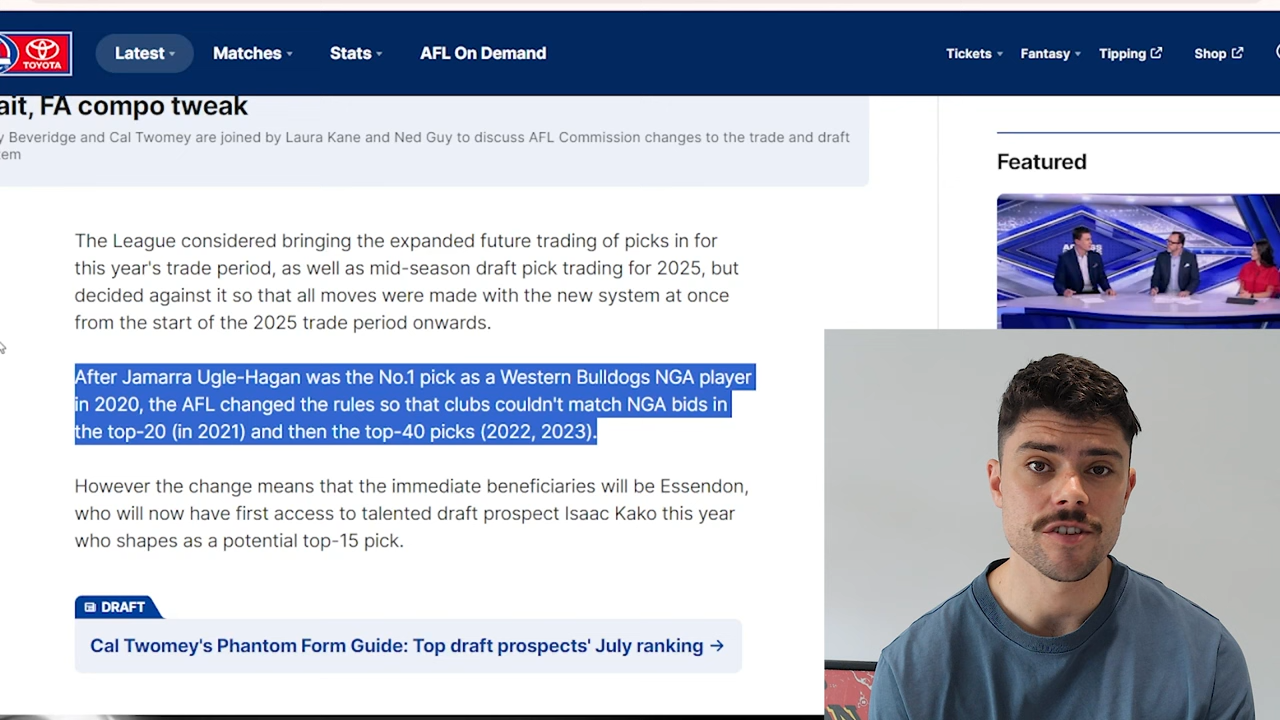 TOYOTA
Latest
Matches
Stats
AFL On Demand
Tickets
Fantasy
Tipping
Shop
ait, FA compo tweak
y Beveridge and Cal Twomey are joined by Laura Kane and Ned Guy to discuss AFL Commission changes to the trade and draft
tem
Featured
The League considered bringing the expanded future trading of picks in for
this year's trade period, as well as mid-season draft pick trading for 2025, but
decided against it so that all moves were made with the new system at once
from the start of the 2025 trade period onwards.
After Jamarra Ugle-Hagan was the No.1 pick as a Western Bulldogs NGA player
in 2020, the AFL changed the rules so that clubs couldn't match NGA bids in
the top-20 (in 2021) and then the top-40 picks (2022, 2023).
However the change means that the immediate beneficiaries will be Essendon,
who will now have first access to talented draft prospect Isaac Kako this year
who shapes as a potential top-15 pick.
DRAFT
Cal Twomey's Phantom Form Guide: Top draft prospects' July ranking →